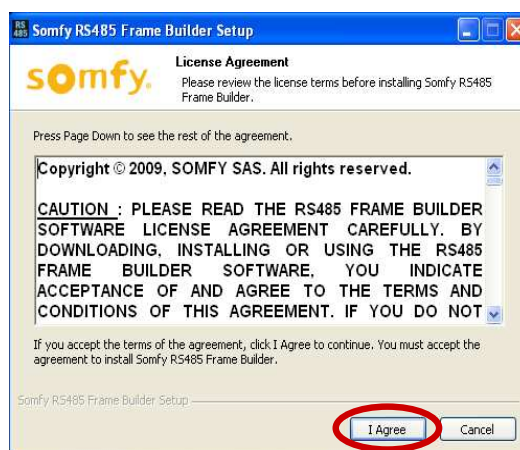 RS
485
Somfy RS485 Frame Builder Setup
somfy.
License Agreement
Please review the license terms before installing Somfy RS485
Frame Builder.
Press Page Down to see the rest of the agreement.
Copyright © 2009, SOMFY SAS. All rights reserved.
CAUTION : PLEASE READ THE RS485 FRAME BUILDER
SOFTWARE LICENSE AGREEMENT CAREFULLY. BY
DOWNLOADING, INSTALLING OR USING THE RS485
FRAME BUILDER SOFTWARE, YOU INDICATE
ACCEPTANCE OF AND AGREE TO THE TERMS AND
CONDITIONS OF THIS AGREEMENT. IF YOU DO NOT
If you accept the terms of the agreement, click I Agree to continue. You must accept the
agreement to install Somfy RS485 Frame Builder.
Somfy RS485 Frame Builder Setup
I Agree
Cancel